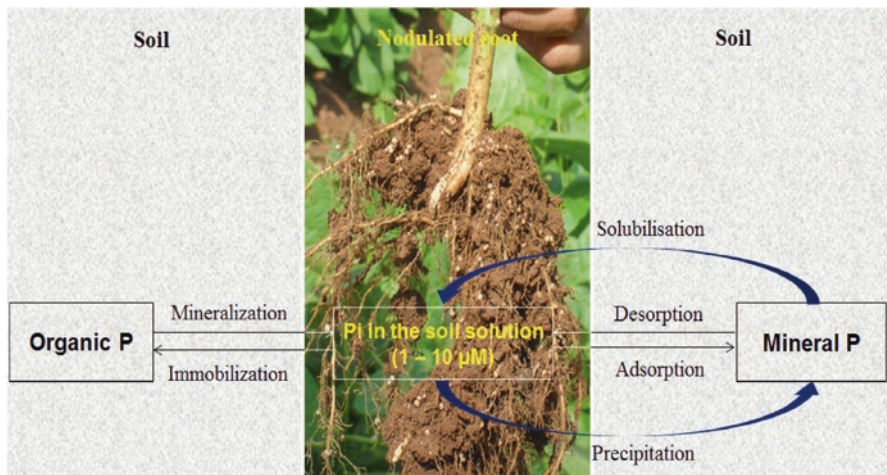 Soil
Nodulated root
Soil
Solubilisation
Mineralization
Desorption
Organic P
Pi In the soil solution
(1 – 10 µM)
Mineral P
Immobilization
Adsorption
Precipitation